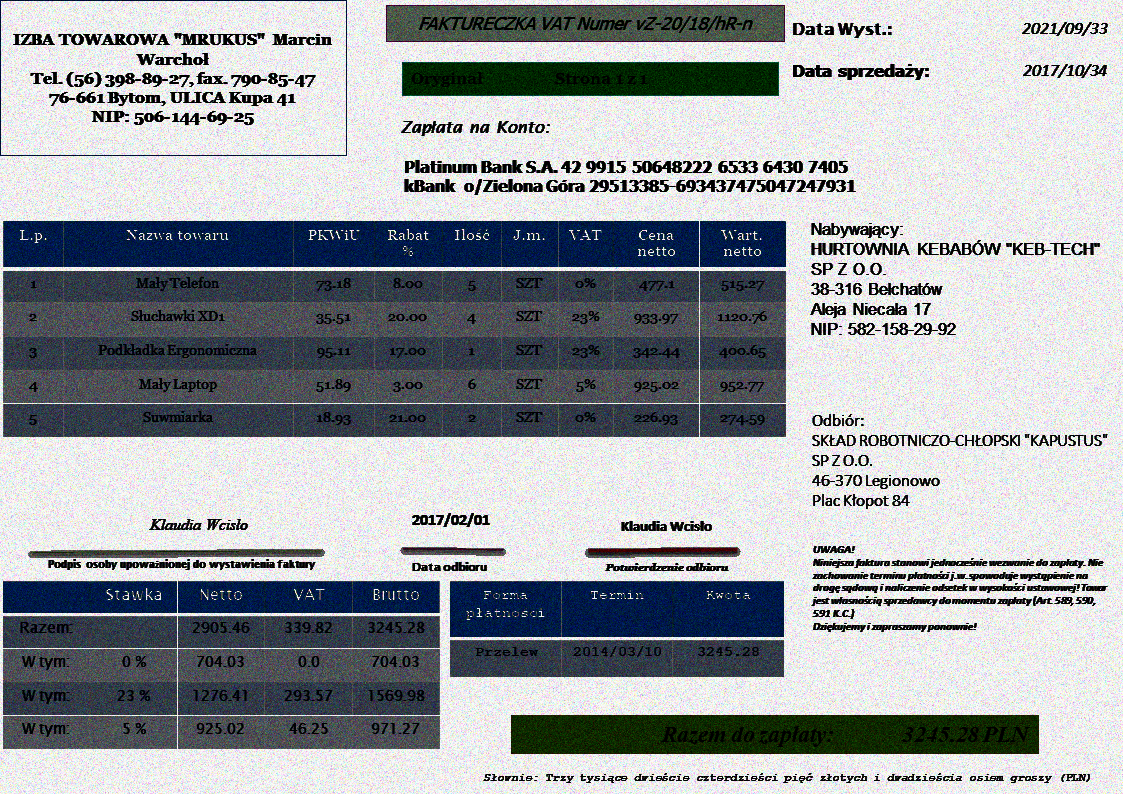 IZBA TOWAROWA "MRUKUS" Marcin
Warchoł
Tel. (56) 398-89-27, fax. 790-85-47
76-661 Bytom, ULICA Kupa 41
NIP: 506-144-69-25
FAKTURECZKA VAT Numer vZ-20/18/hR-n
Oryginał Strona 1 z 1
Data Wyst.: 2021/09/33
Data sprzedaży: 2017/10/34
Zapłata na Konto:
Platinum Bank S.A. 42 9915 50648222 6533 6430 7405
kBank o/Zielona Góra 29513385-693437475047247931
L.p. Nazwa towaru PKWiU Rabat % Ilość J.m. VAT Cena netto Wart. netto
1 Mały Telefon 73.18 8.00 5 SZT 0% 477.1 515.27
2 Słuchawki XD1 35.51 20.00 4 SZT 23% 933.97 1120.76
3 Podkładka Ergonomiczna 95.11 17.00 1 SZT 23% 342.44 400.65
4 Mały Laptop 51.89 3.00 6 SZT 5% 925.02 952.77
5 Suwmiarka 18.93 21.00 2 SZT 0% 226.93 274.59
Nabywający:
HURTOWNIA KEBABÓW "KEB-TECH"
SP Z O.O.
38-316 Bełchatów
Aleja Niecała 17
NIP: 582-158-29-92
Odbiór:
SKŁAD ROBOTNICZO-CHŁOPSKI "KAPUSTUS"
SP Z O.O.
46-370 Legionowo
Plac Kłopot 84
Klaudia Wcisło
Podpis osoby upoważnionej do wystawienia faktury
2017/02/01
Data odbioru
Klaudia Wcisło
Potwierdzenie odbioru
UWAGA!
Niniejsza faktura stanowi jednocześnie wezwanie do zapłaty. Nie
zachowanie terminu płatności j.w. spowoduje wystąpienie na
drogę sądową i naliczenie odsetek w wysokości ustawowej! Towar
jest własnością sprzedawcy do momentu zapłaty (Art. 589, 590,
591 K.C.)
Dziękujemy i zapraszamy ponownie!
Stawka Netto VAT Brutto
Razem: 2905.46 339.82 3245.28
W tym: 0 % 704.03 0.0 704.03
W tym: 23 % 1276.41 293.57 1569.98
W tym: 5 % 925.02 46.25 971.27
Forma płatności Termin Kwota
Przelew 2014/03/10 3245.28
Razem do zapłaty: 3245.28 PLN
Słownie: Trzy tysiące dwieście czterdzieści pięć złotych i dwadzieścia osiem groszy (PLN)